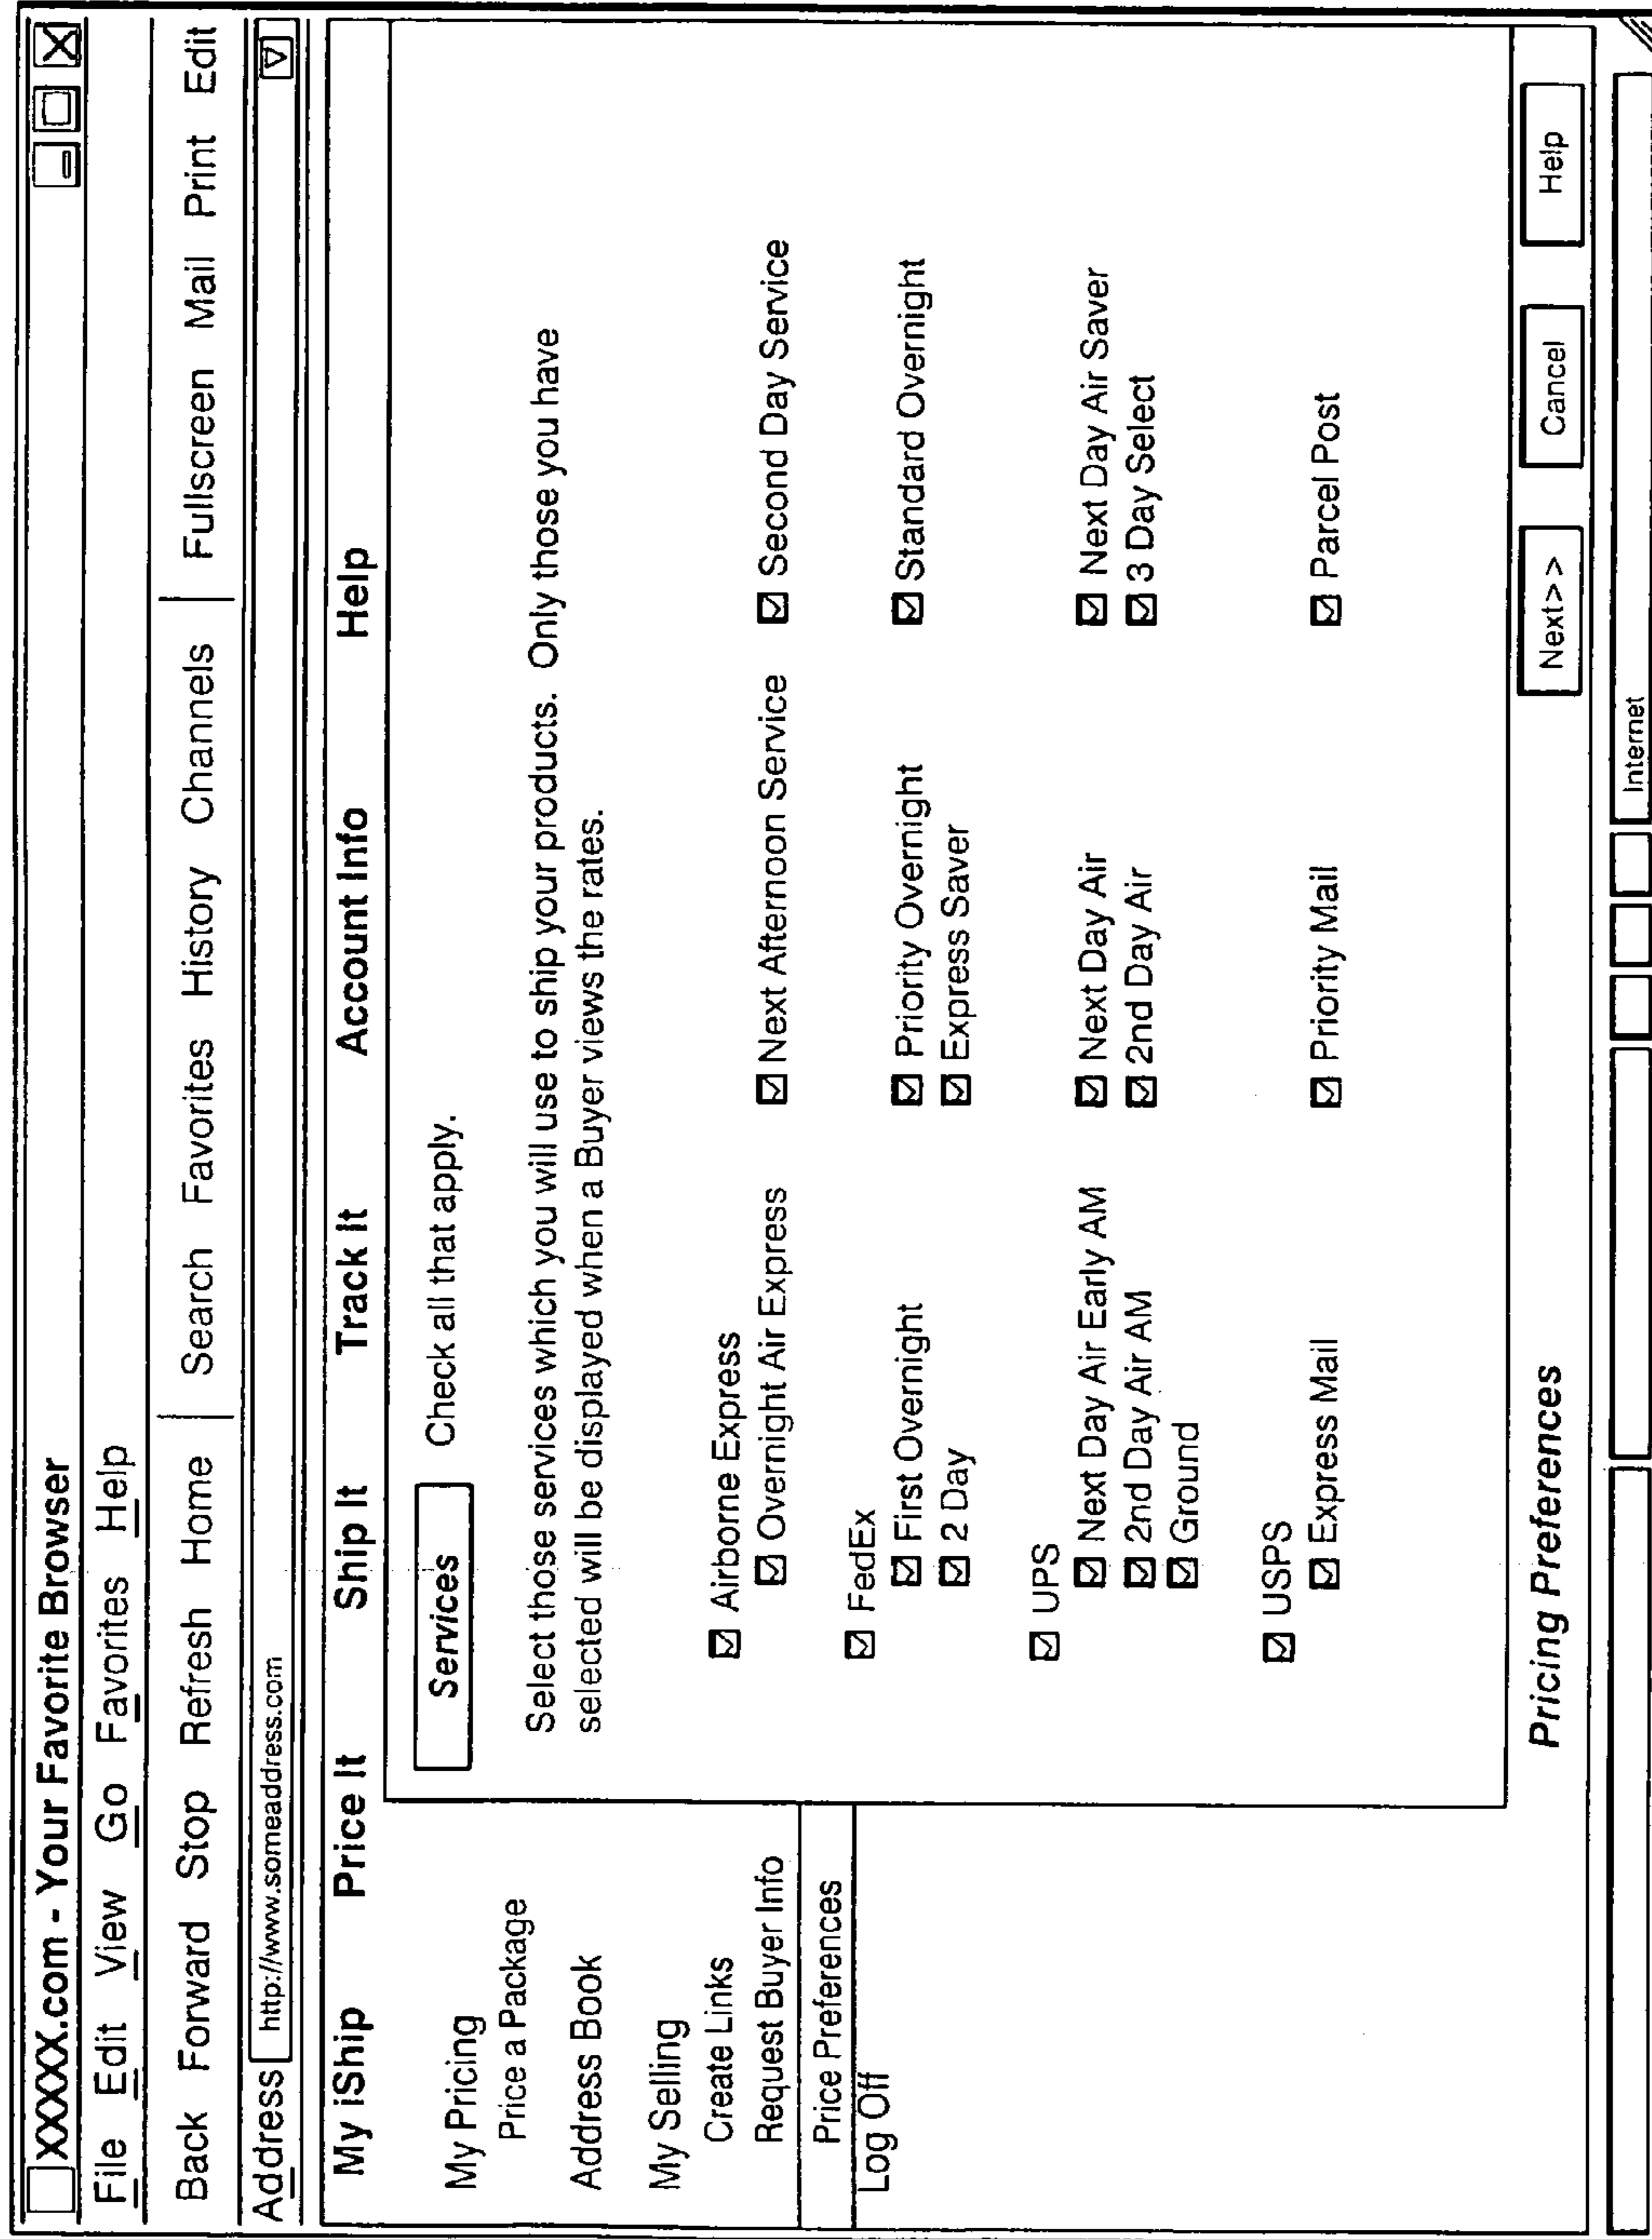 XXXXX.com - Your Favorite Browser
File Edit View Go Favorites Help
Back Forward Stop Refresh Home Search Favorites History Channels Fullscreen Mail Print Edit
Address http://www.someaddress.com
My iShip Price It Ship It Track It Account Info Help
My Pricing
Price a Package
Address Book
My Selling
Create Links
Request Buyer Info
Price Preferences
Log Off
Services Check all that apply.
Select those services which you will use to ship your products. Only those you have
selected will be displayed when a Buyer views the rates.
Airborne Express
Overnight Air Express Next Afternoon Service Second Day Service
FedEx
First Overnight Priority Overnight Standard Overnight
2 Day Express Saver
UPS
Next Day Air Early AM Next Day Air Next Day Air Saver
2nd Day Air AM 2nd Day Air 3 Day Select
Ground
USPS
Express Mail Priority Mail Parcel Post
Pricing Preferences Next>> Cancel Help
Internet